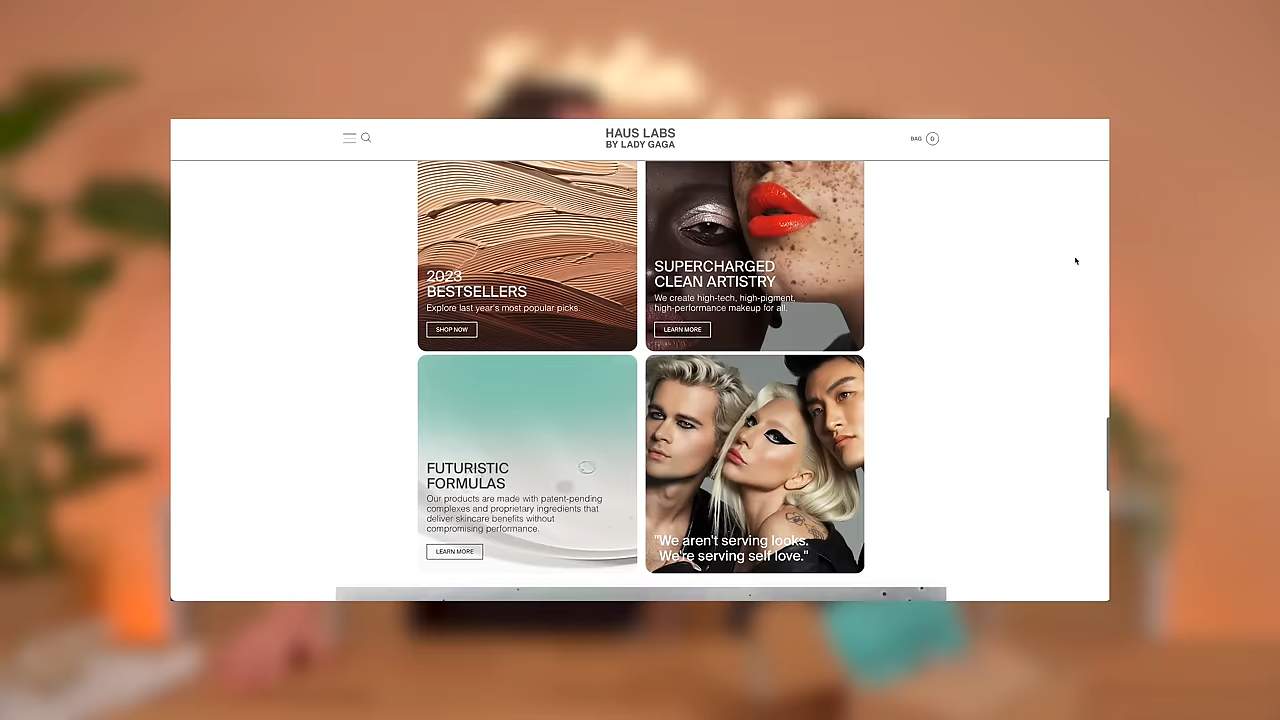 HAUS LABS
BY LADY GAGA
BAG 0
2023
BESTSELLERS
Explore last year's most popular picks.
SHOP NOW
SUPERCHARGED
CLEAN ARTISTRY
We create high-tech, high-pigment,
high-performance makeup for all.
LEARN MORE
FUTURISTIC
FORMULAS
Our products are made with patent-pending
complexes and proprietary ingredients that
deliver skincare benefits without
compromising performance.
LEARN MORE
"We aren't serving looks.
We're serving self love."